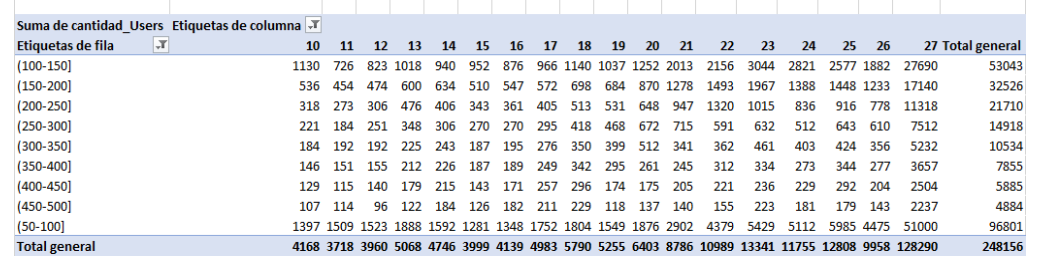 Suma de cantidad_Users Etiquetas de columna
Etiquetas de fila 10 11 12 13 14 15 16 17 18 19 20 21 22 23 24 25 26 27 Total general
(100-150] 1130 726 823 1018 940 952 876 966 1140 1037 1252 2013 2156 3044 2821 2577 1882 27690 53043
(150-200] 536 454 474 600 634 510 547 572 698 684 870 1278 1493 1967 1388 1448 1233 17140 32526
(200-250] 318 273 306 476 406 343 361 405 513 531 648 947 1320 1015 836 916 778 11318 21710
(250-300] 221 184 251 348 306 270 270 295 418 468 672 715 591 632 512 643 610 7512 14918
(300-350] 184 192 192 225 243 187 195 276 350 399 512 341 362 461 403 424 356 5232 10534
(350-400] 146 151 155 212 226 187 189 249 342 295 261 245 312 334 273 344 277 3657 7855
(400-450] 129 115 140 179 215 143 171 257 296 174 175 205 221 236 229 292 204 2504 5885
(450-500] 107 114 96 122 184 126 182 211 229 118 137 140 155 223 181 179 143 2237 4884
(50-100] 1397 1509 1523 1888 1592 1281 1348 1752 1804 1549 1876 2902 4379 5429 5112 5985 4475 51000 96801
Total general 4168 3718 3960 5068 4746 3999 4139 4983 5790 5255 6403 8786 10989 13341 11755 12808 9958 128290 248156